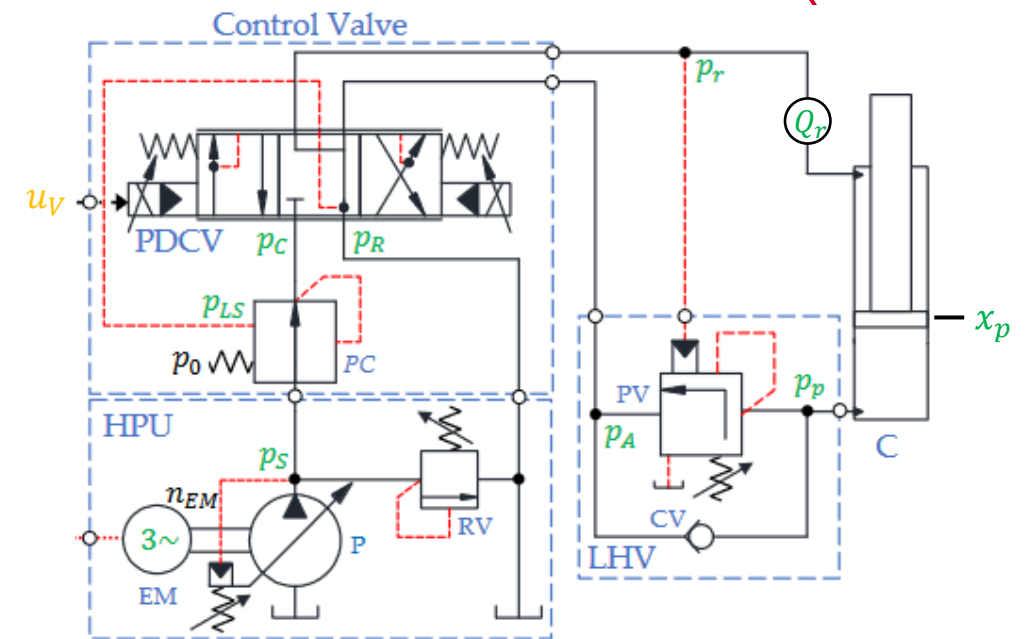 Control Valve
p_r
Q_r
u_V
PDCV
p_C
p_R
p_LS
x_p
p_0
PC
PV
p_p
p_A
C
HPU
p_S
n_EM
RV
CV
3~
P
LHV
EM